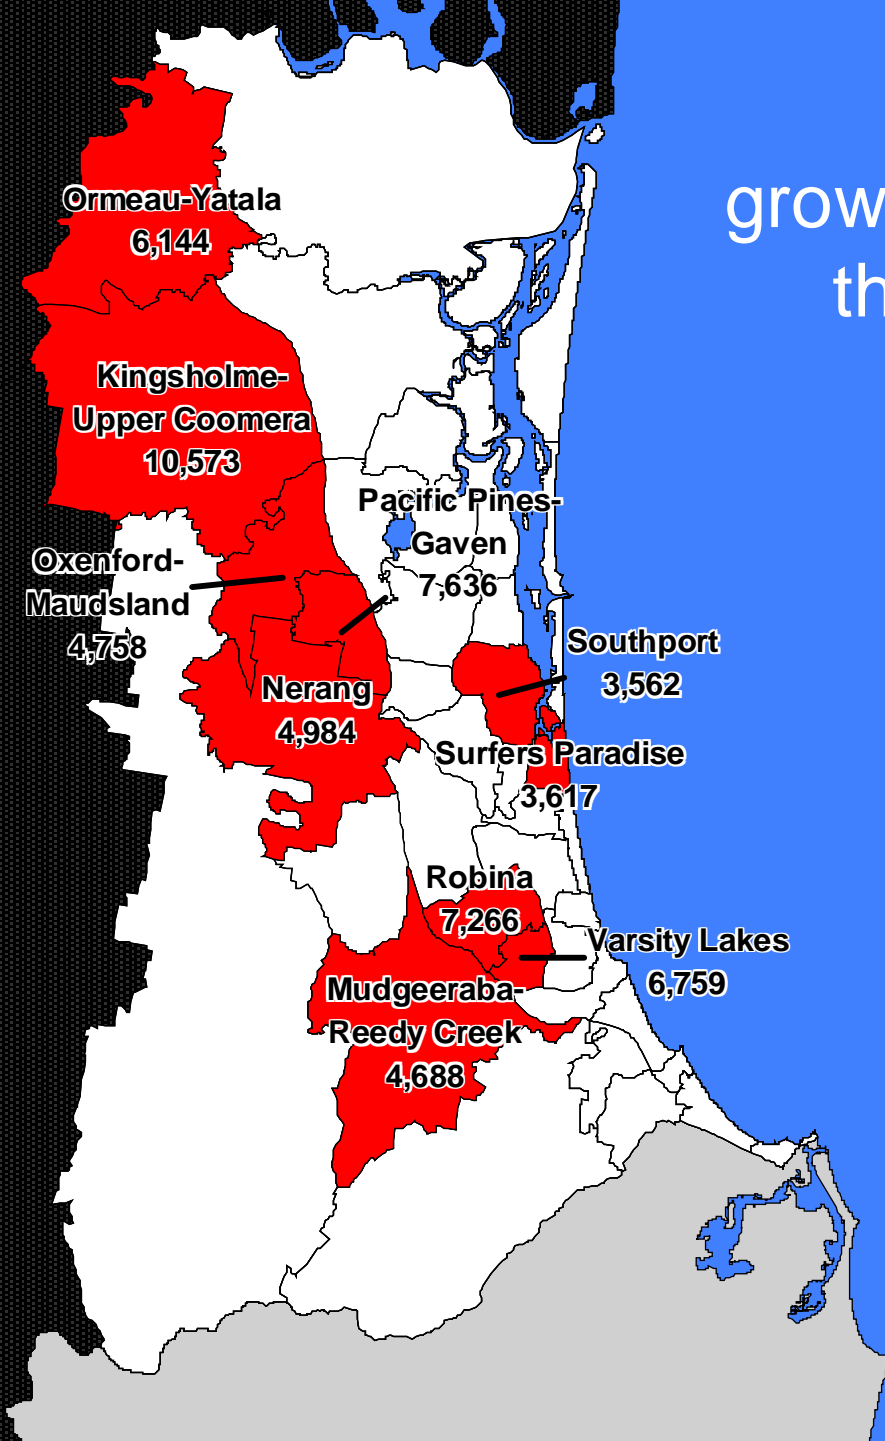 grow
th
Ormeau-Yatala
6,144
Kingsholme-
Upper Coomera
10,573
Pacific Pines-
Gaven
7,636
Oxenford-
Maudsland
4,758
Southport
3,562
Nerang
4,984
Surfers Paradise
3,617
Robina
7,266
Varsity Lakes
6,759
Mudgeeraba-
Reedy Creek
4,688